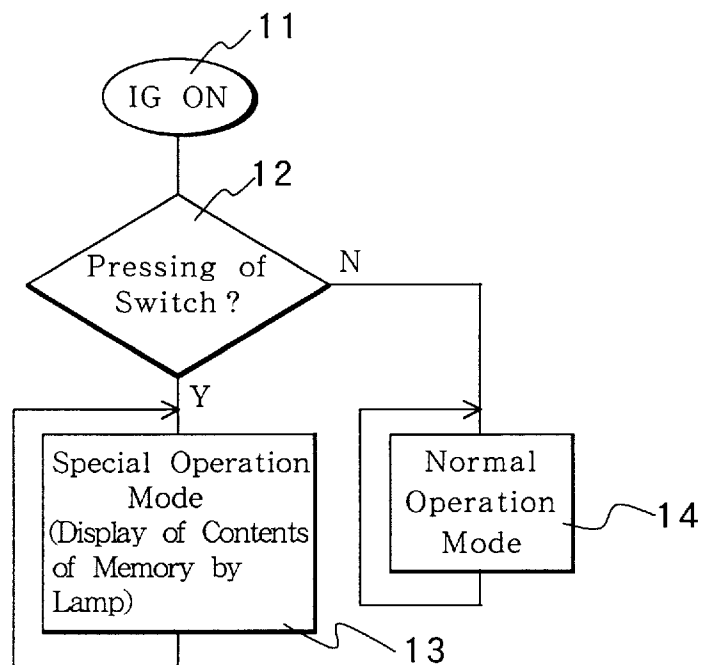 11
IG ON
12
Pressing of
Switch?
N
Y
Special Operation
Mode
(Display of Contents
of Memory by
Lamp)
13
Normal
Operation
Mode
14